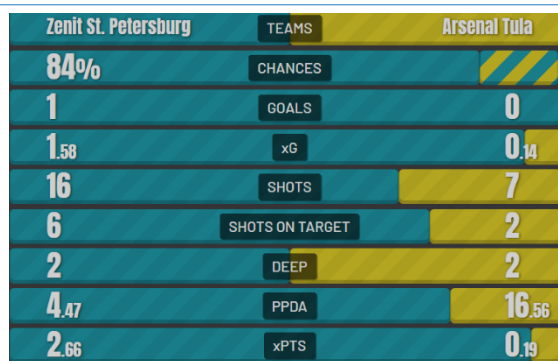 Zenit St. Petersburg TEAMS Arsenal Tula
84% CHANCES
1 GOALS 0
1.58 xG 0.14
16 SHOTS 7
6 SHOTS ON TARGET 2
2 DEEP 2
4.47 PPDA 16.56
2.66 xPTS 0.19